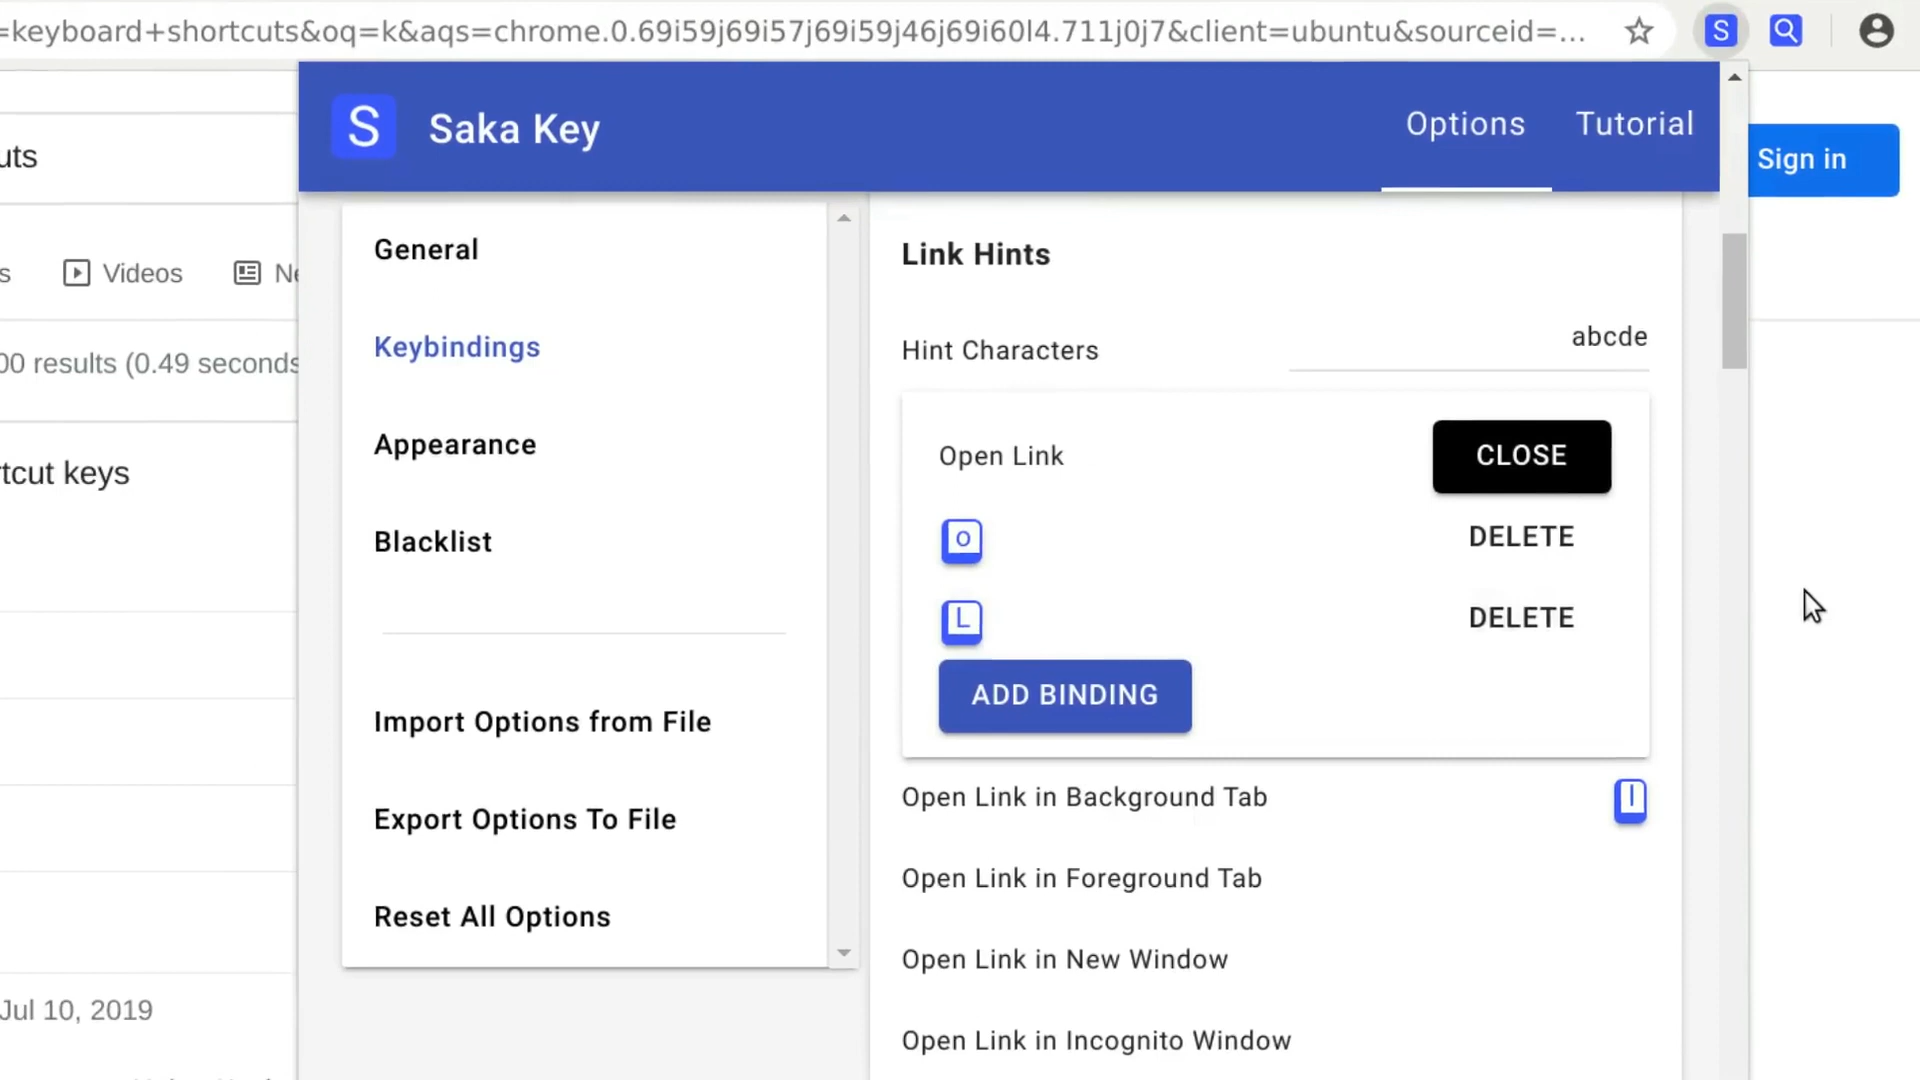 =keyboard+shortcuts&oq=k&aqs=chrome.0.69i59j69i57j69i59j46j69i60l4.711j0j7&client=ubuntu&sourceid=...
S
S Saka Key
Options
Tutorial
uts
Sign in
s
Videos
Ne
00 results (0.49 seconds
tcut keys
Jul 10, 2019
General
Keybindings
Appearance
Blacklist
Import Options from File
Export Options To File
Reset All Options
Link Hints
Hint Characters
abcde
Open Link
CLOSE
o
DELETE
L
DELETE
ADD BINDING
Open Link in Background Tab
l
Open Link in Foreground Tab
Open Link in New Window
Open Link in Incognito Window